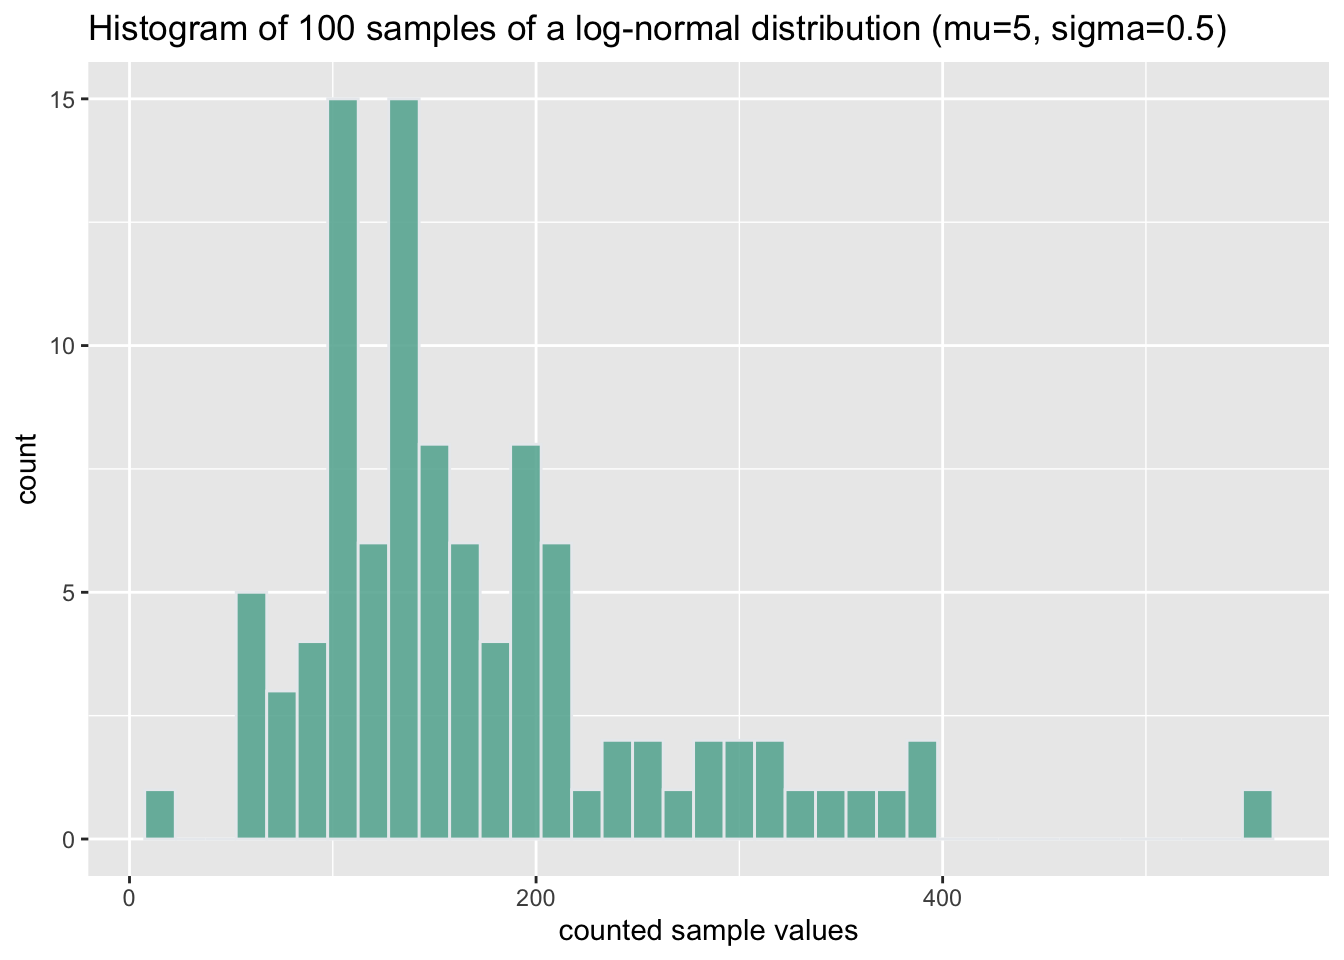 Histogram of 100 samples of a log-normal distribution (mu=5, sigma=0.5)
15
10
5
0
count
0 200 400
counted sample values